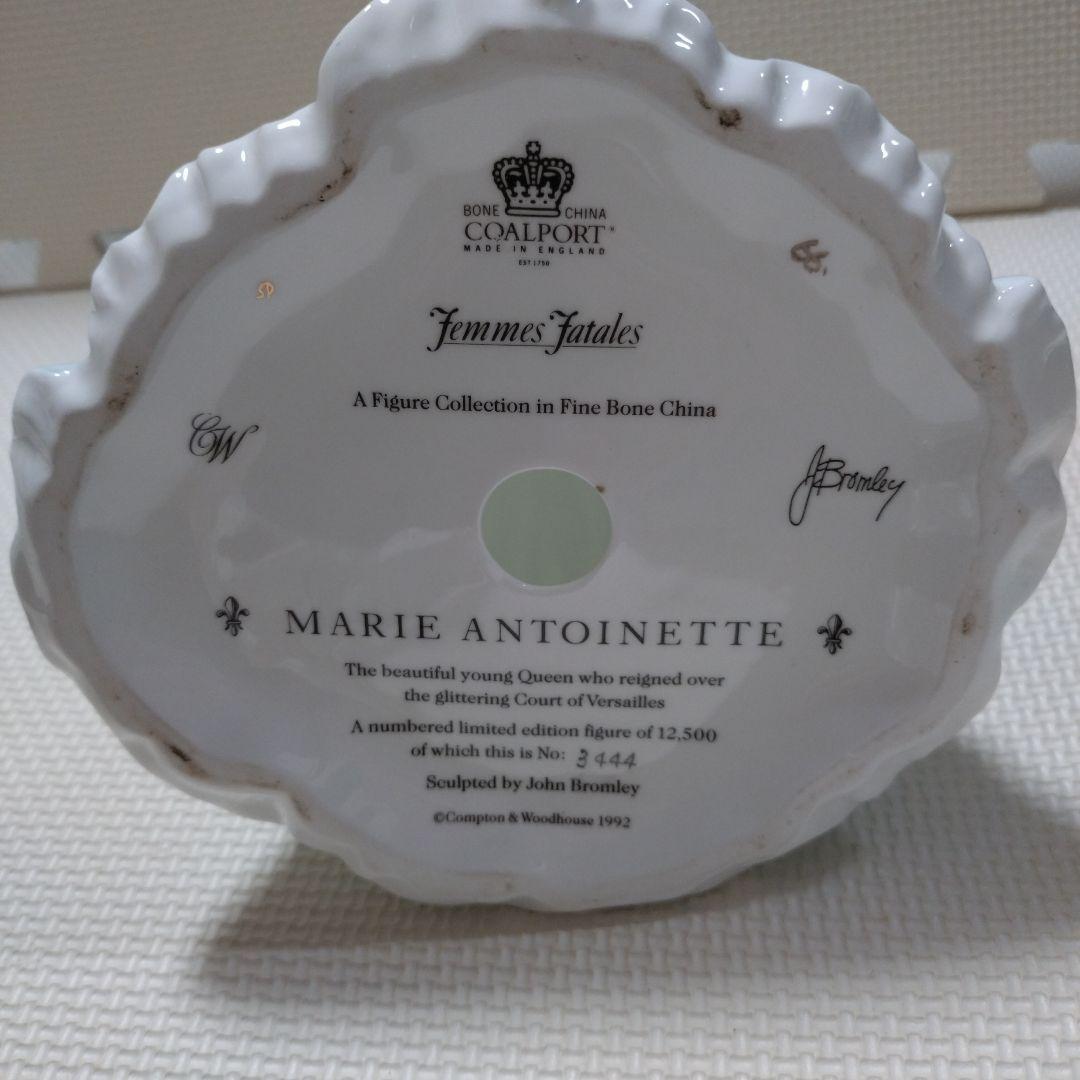 BONE CHINA
COALPORT®
MADE IN ENGLAND
EST 1750
SP
Femmes Fatales
A Figure Collection in Fine Bone China
CW
J Bromley
MARIE ANTOINETTE
The beautiful young Queen who reigned over
the glittering Court of Versailles
A numbered limited edition figure of 12,500
of which this is No: 3444
Sculpted by John Bromley
©Compton & Woodhouse 1992